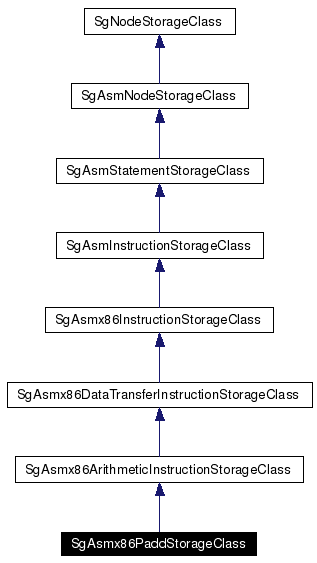 SgNodeStorageClass
SgAsmNodeStorageClass
SgAsmStatementStorageClass
SgAsmInstructionStorageClass
SgAsmx86InstructionStorageClass
SgAsmx86DataTransferInstructionStorageClass
SgAsmx86ArithmeticInstructionStorageClass
SgAsmx86PaddStorageClass